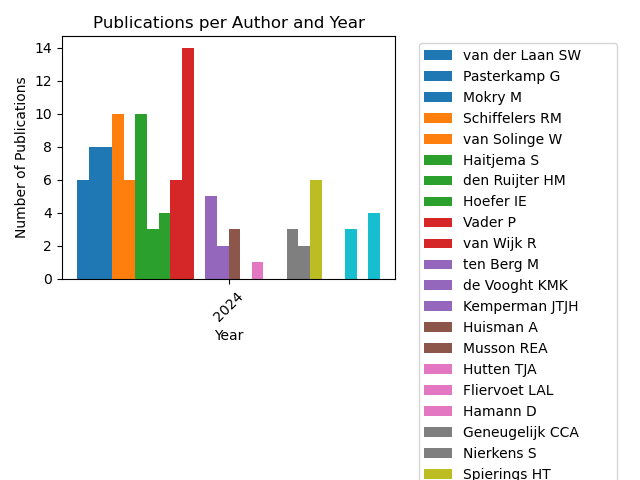 Publications per Author and Year
Number of Publications
14
12
10
8
6
4
2
0
2024
Year
van der Laan SW
Pasterkamp G
Mokry M
Schiffelers RM
van Solinge W
Haitjema S
den Ruijter HM
Hoefer IE
Vader P
van Wijk R
ten Berg M
de Vooght KMK
Kemperman JTJH
Huisman A
Musson REA
Hutten TJA
Fliervoet LAL
Hamann D
Geneugelijk CCA
Nierkens S
Spierings HT